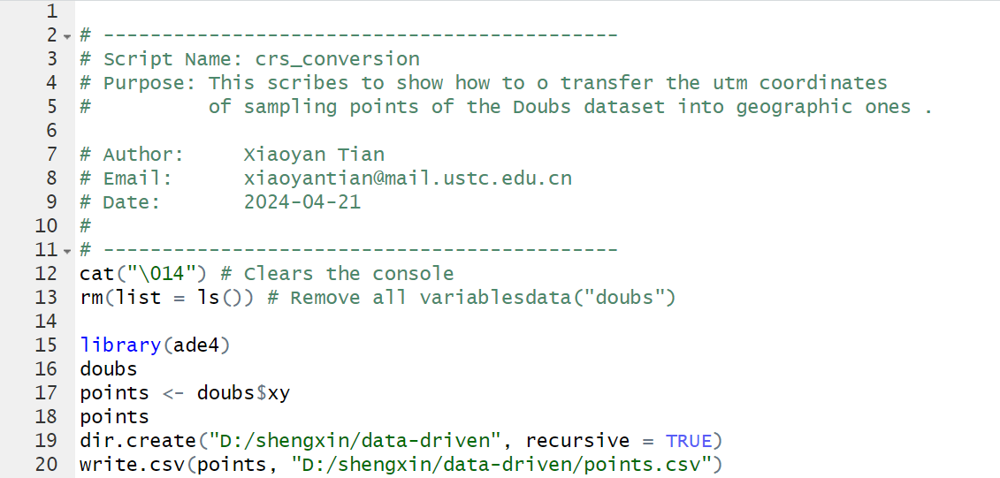 1
2 # --------------------------------------------
3 # Script Name: crs_conversion
4 # Purpose: This scribes to show how to o transfer the utm coordinates
5 #          of sampling points of the Doubs dataset into geographic ones .
6
7 # Author:     Xiaoyan Tian
8 # Email:      xiaoyantian@mail.ustc.edu.cn
9 # Date:       2024-04-21
10 #
11 # --------------------------------------------
12 cat("\014") # Clears the console
13 rm(list = ls()) # Remove all variablesdata("doubs")
14
15 library(ade4)
16 doubs
17 points <- doubs$xy
18 points
19 dir.create("D:/shengxin/data-driven", recursive = TRUE)
20 write.csv(points, "D:/shengxin/data-driven/points.csv")